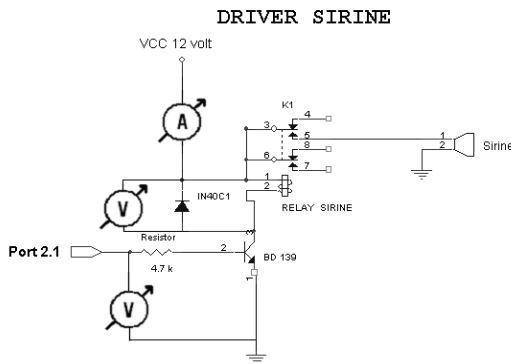 DRIVER SIRINE
VCC 12 volt
A
K1
3
4
5
6
8
7
1
2
Sirine
V
IN40C1
1
2
RELAY SIRINE
Port 2.1
Resistor
4.7 k
2
3
BD 139
1
V